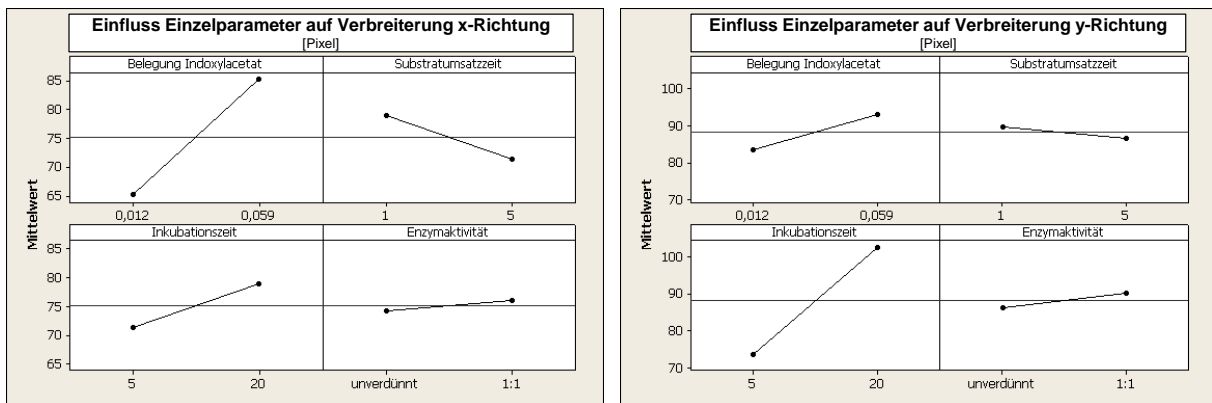 Einfluss Einzelparameter auf Verbreiterung x-Richtung
[Pixel]
Belegung Indoxylacetat
Substratumsatzzeit
85
80
75
70
65
0,012
0,059
1
5
Mittelwert
Inkubationszeit
Enzymaktivität
85
80
75
70
65
5
20
unverdünnt
1:1
Einfluss Einzelparameter auf Verbreiterung y-Richtung
[Pixel]
Belegung Indoxylacetat
Substratumsatzzeit
100
90
80
70
0,012
0,059
1
5
Mittelwert
Inkubationszeit
Enzymaktivität
100
90
80
70
5
20
unverdünnt
1:1